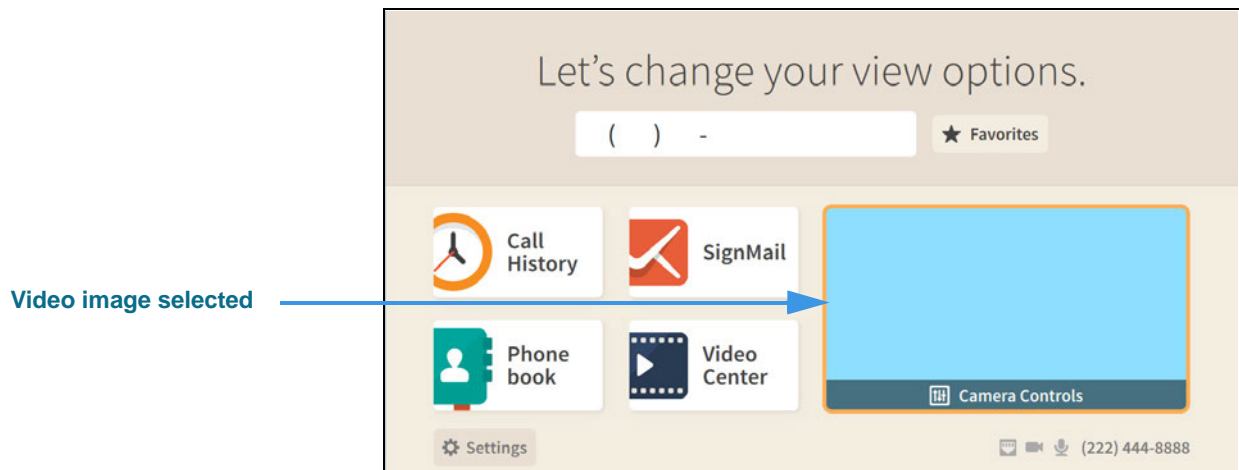 Let's change your view options.
( ) -
Favorites
Call
History
SignMail
Video image selected
Phone
book
Video
Center
Camera Controls
Settings
(222) 444-8888